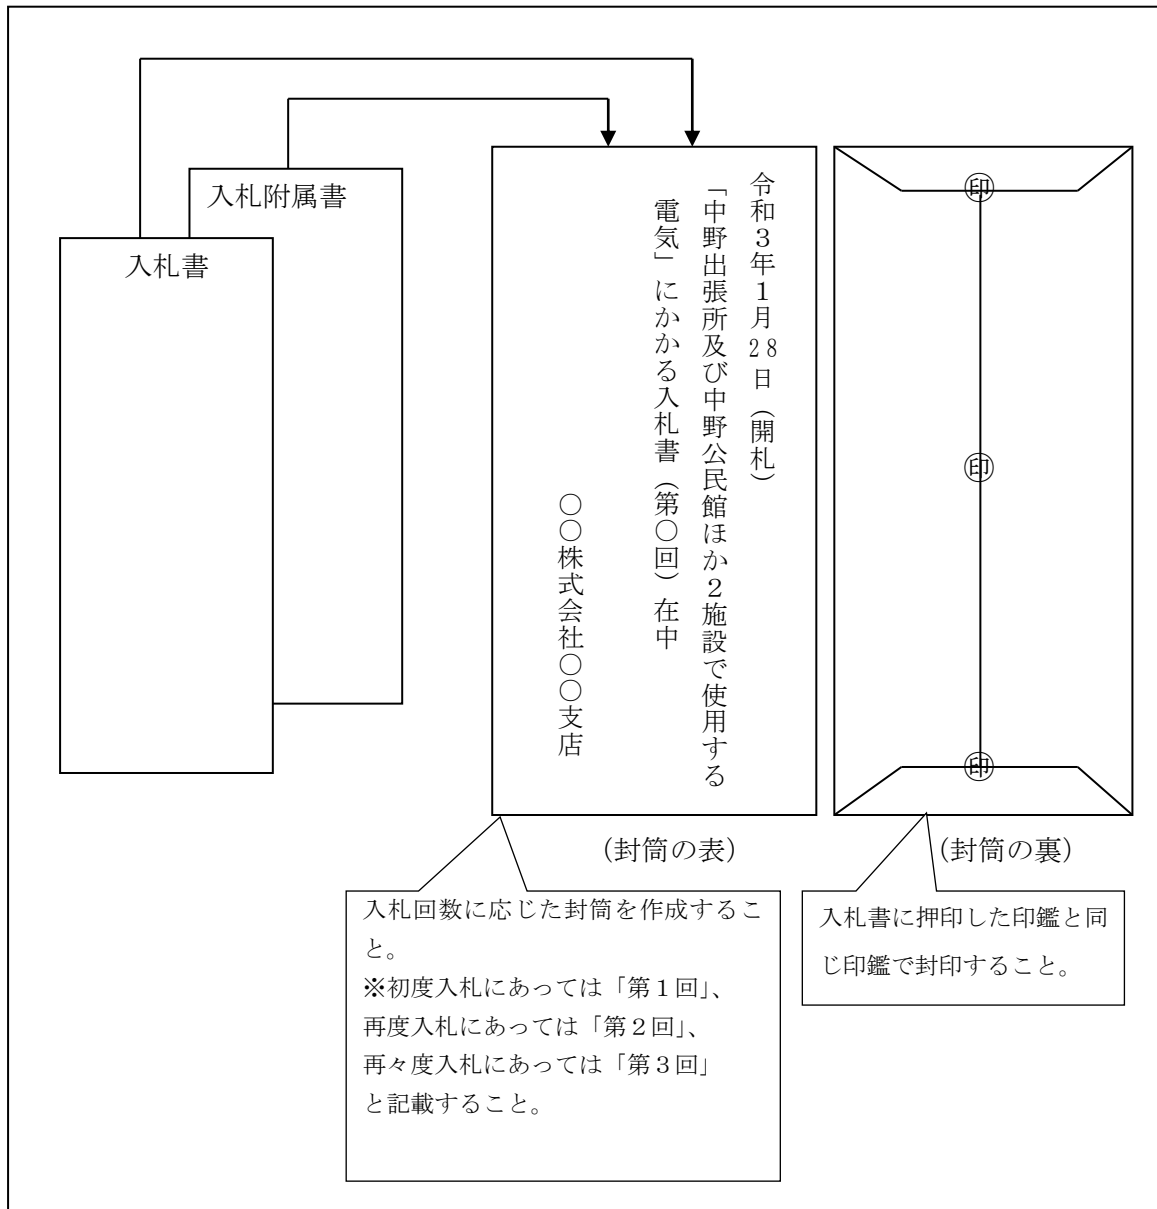 入札附属書
入札書
令和３年１月28日（開札）
「中野出張所及び中野公民館ほか２施設で使用する
電気」にかかる入札書（第○回）在中
○○株式会社○○支店
㊞
㊞
㊞
（封筒の表）
（封筒の裏）
入札回数に応じた封筒を作成するこ
と。
※初度入札にあっては「第１回」、
再度入札にあっては「第２回」、
再々度入札にあっては「第３回」
と記載すること。
入札書に押印した印鑑と同
じ印鑑で封印すること。